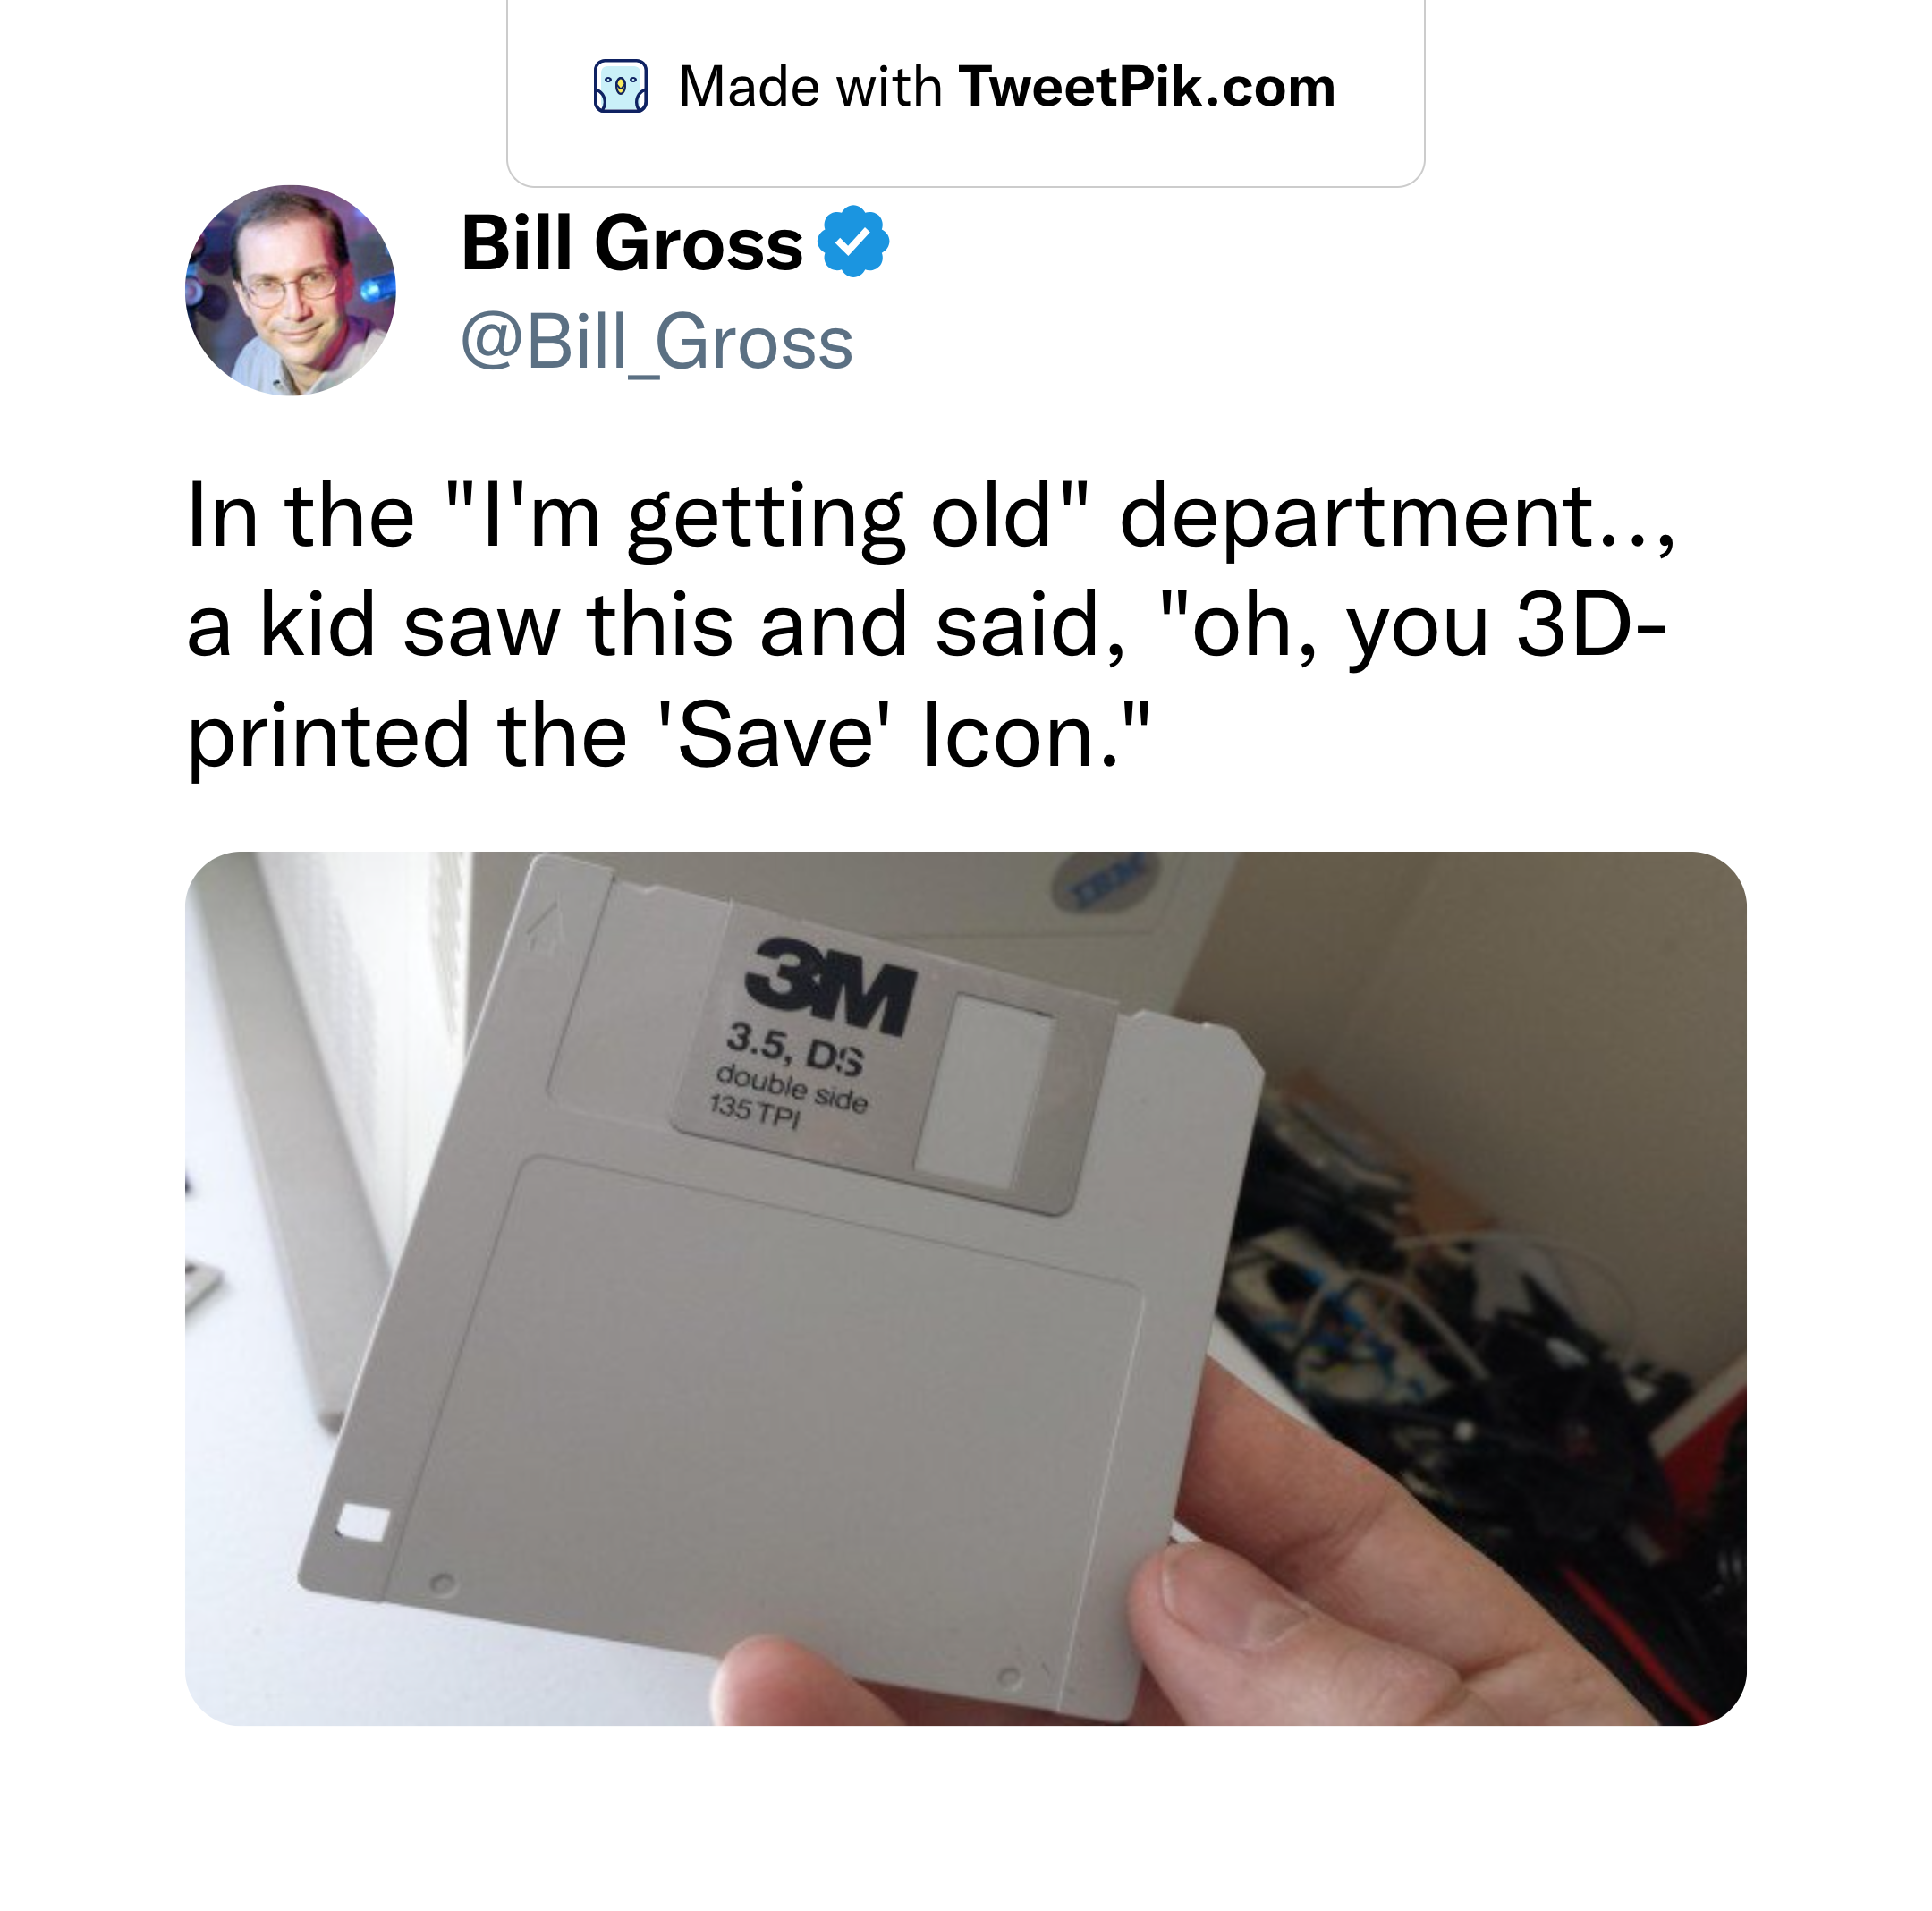 Made with TweetPik.com
Bill Gross
@Bill_Gross
In the "I'm getting old" department..,
a kid saw this and said, "oh, you 3D-
printed the 'Save' Icon."
IBM
3M
3.5, DS
double side
135 TPI